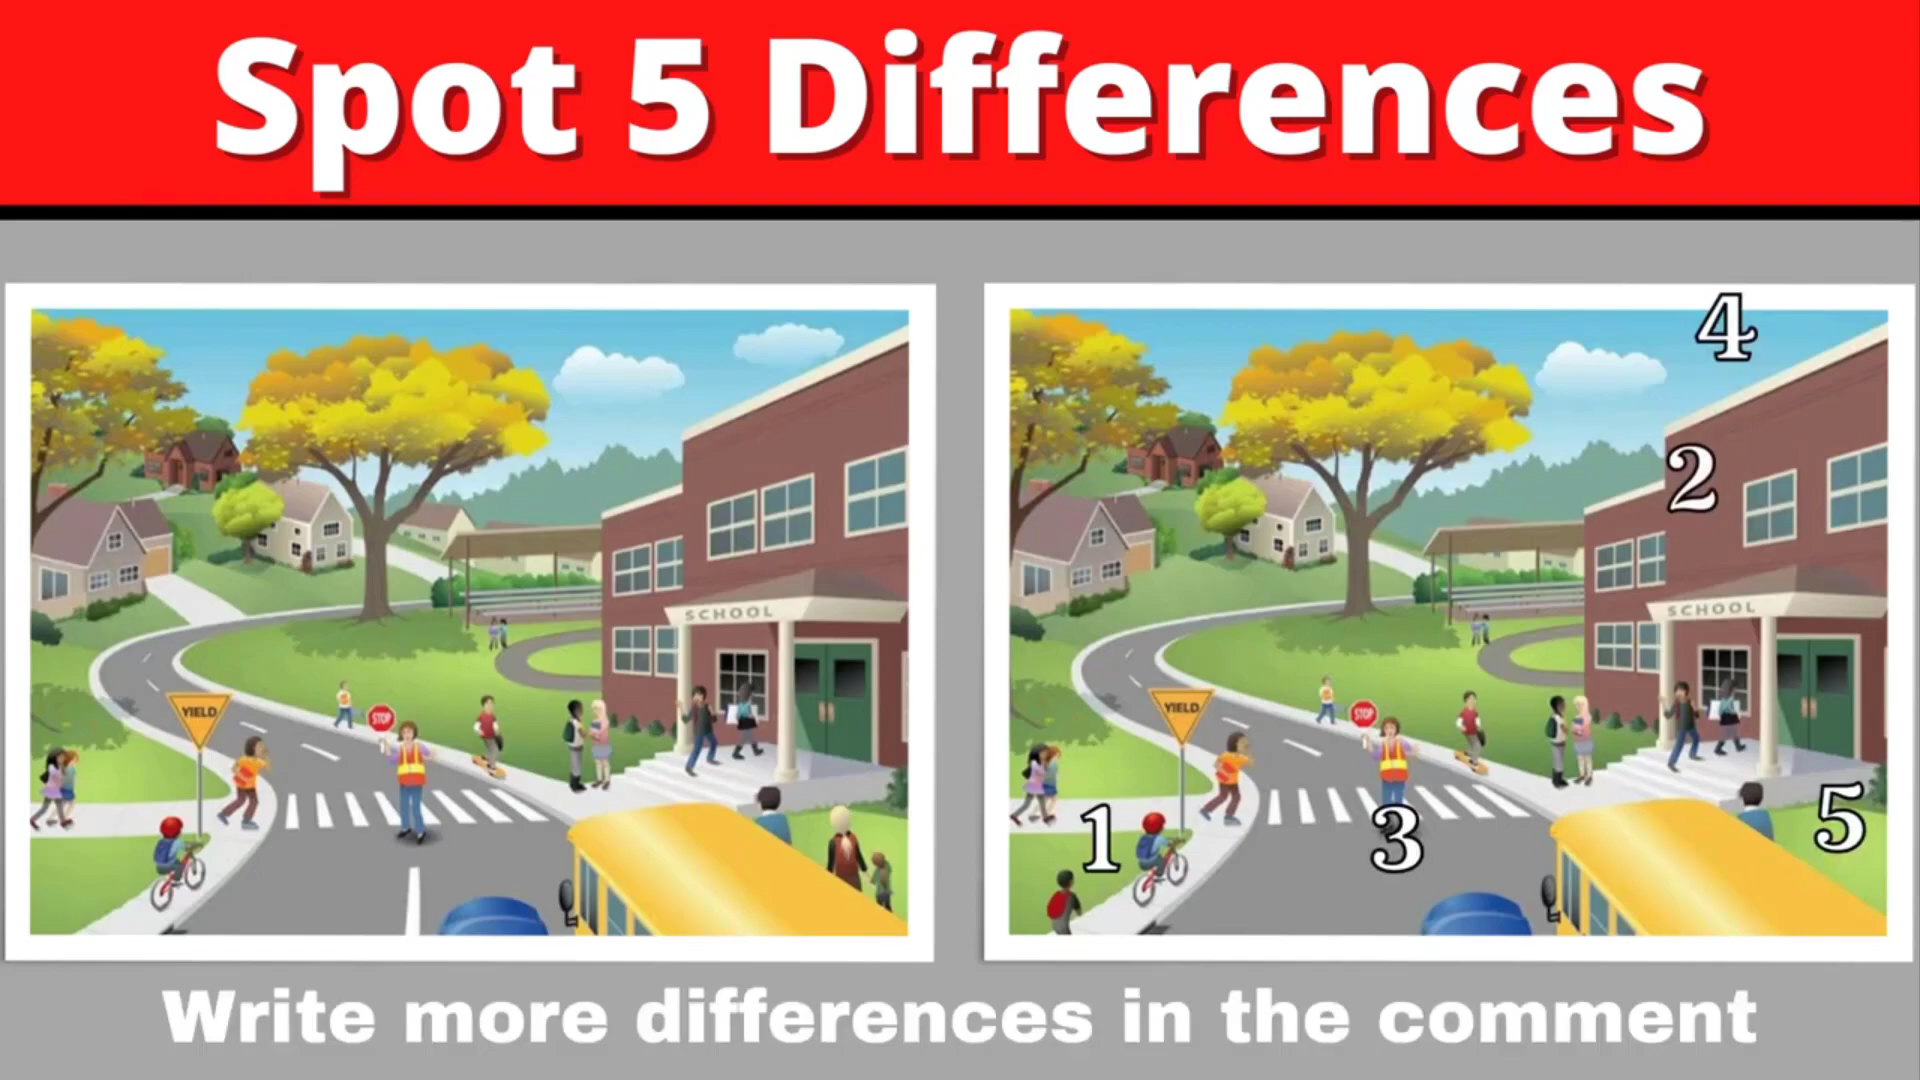 Spot 5 Differences
4
2
SCHOOL
SCHOOL
YIELD
STOP
YIELD
STOP
1
3
5
Write more differences in the comment